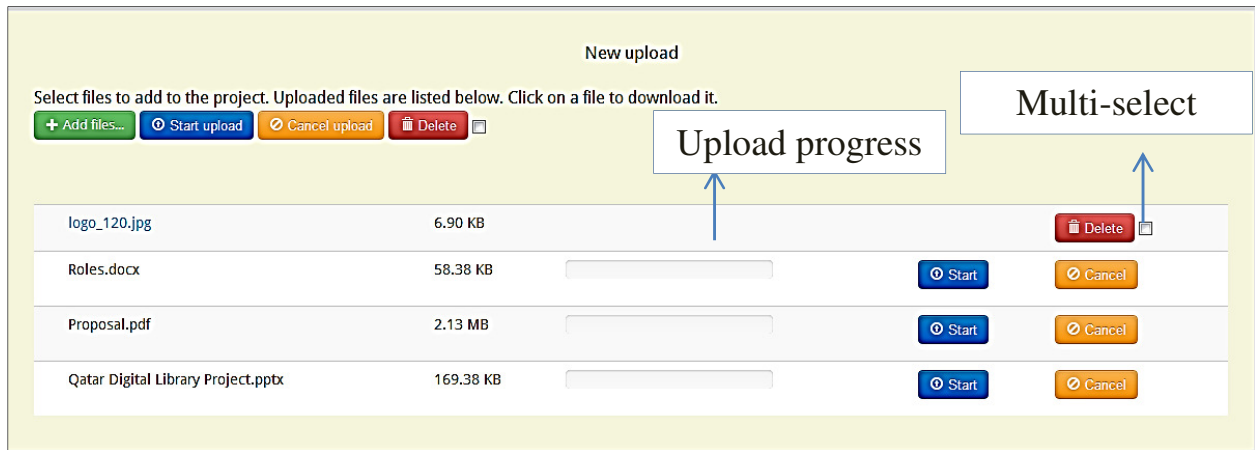 New upload
Select files to add to the project. Uploaded files are listed below. Click on a file to download it.
Multi-select
+ Add files... Start upload Cancel upload Delete
Upload progress
logo_120.jpg 6.90 KB Delete
Roles.docx 58.38 KB Start Cancel
Proposal.pdf 2.13 MB Start Cancel
Qatar Digital Library Project.pptx 169.38 KB Start Cancel